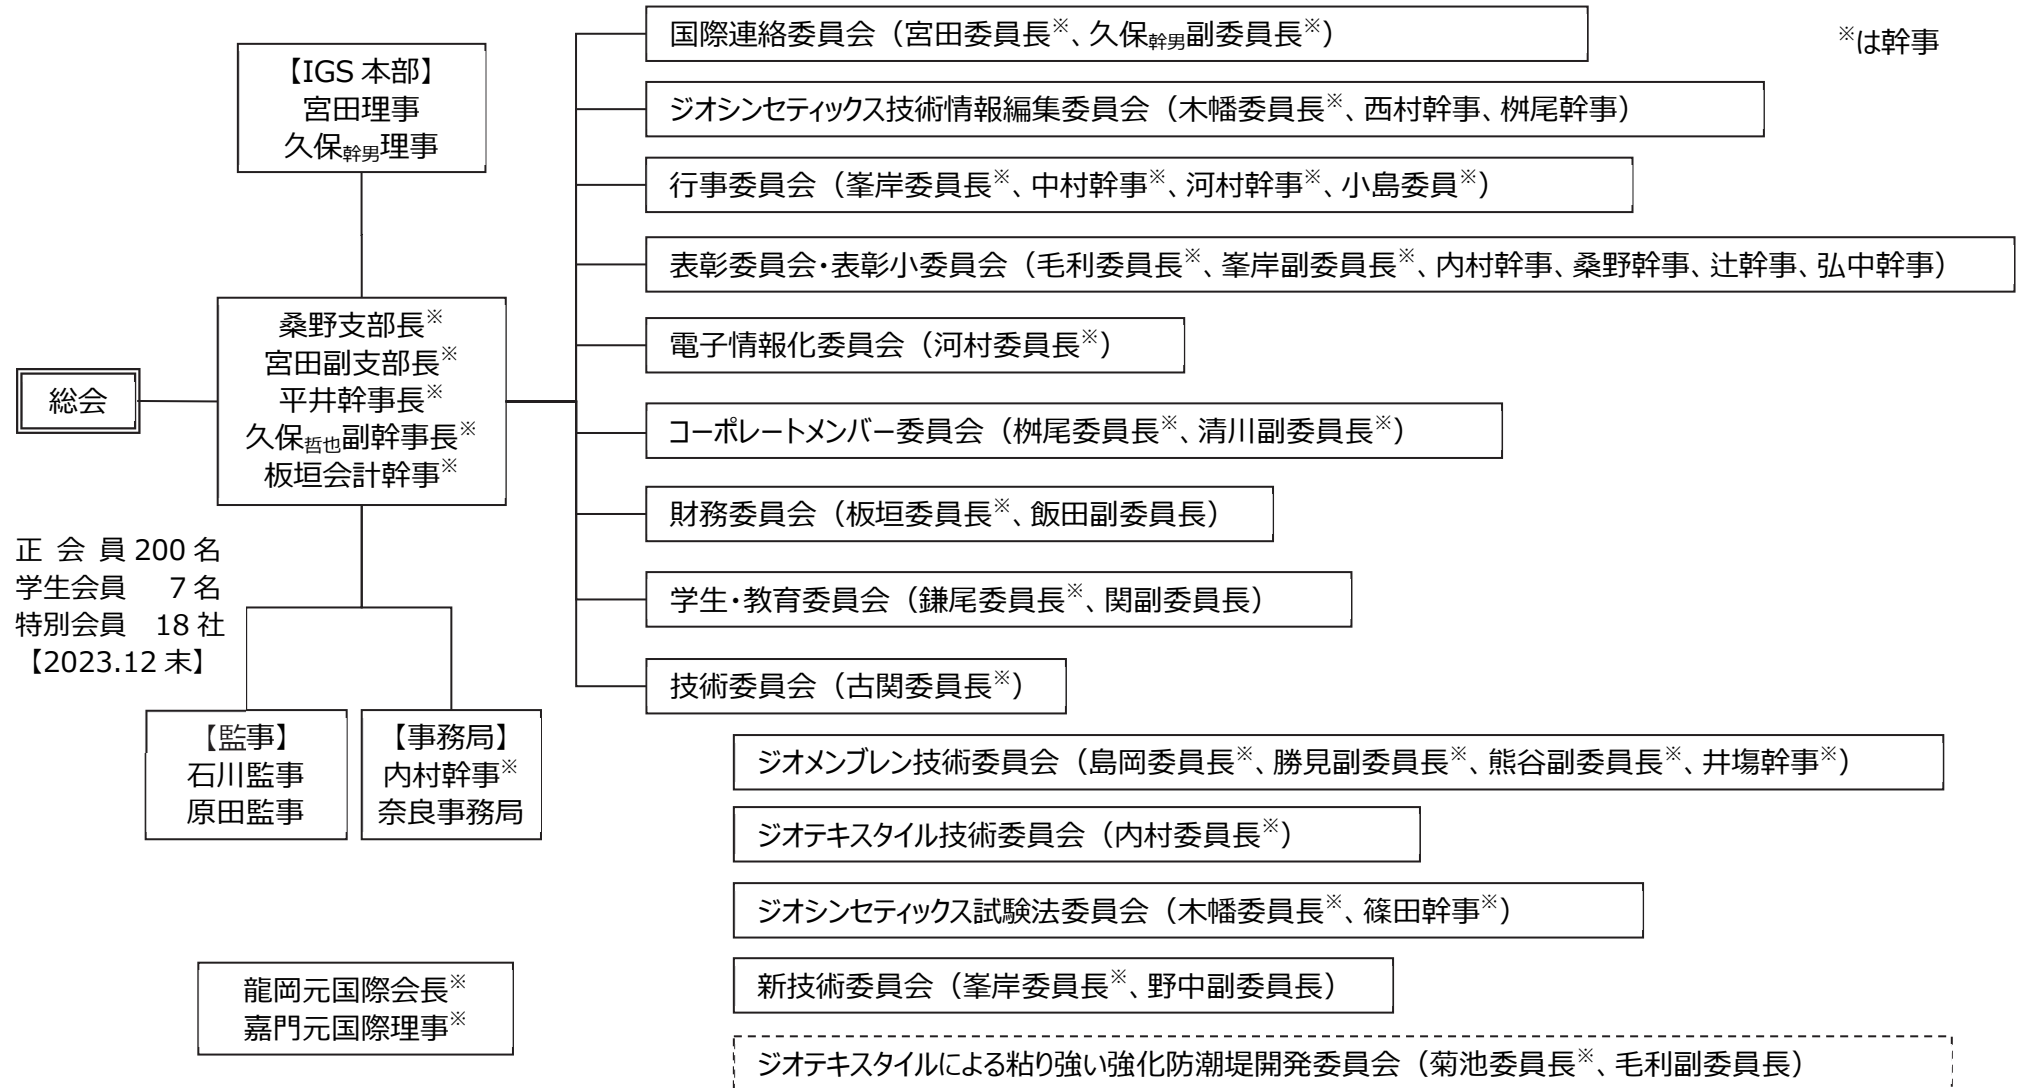 国際連絡委員会（宮田委員長※、久保幹男副委員長※）
※は幹事
【IGS 本部】
宮田理事
久保幹男理事
ジオシンセティックス技術情報編集委員会（木幡委員長※、西村幹事、桝尾幹事）
行事委員会（峯岸委員長※、中村幹事※、河村幹事※、小島委員※）
表彰委員会・表彰小委員会（毛利委員長※、峯岸副委員長※、内村幹事、桑野幹事、辻幹事、弘中幹事）
桑野支部長※
宮田副支部長※
平井幹事長※
久保哲也副幹事長※
板垣会計幹事※
総会
電子情報化委員会（河村委員長※）
コーポレートメンバー委員会（桝尾委員長※、清川副委員長※）
財務委員会（板垣委員長※、飯田副委員長）
学生・教育委員会（鎌尾委員長※、関副委員長）
技術委員会（古関委員長※）
正 会 員 200 名
学生会員　7 名
特別会員　18 社
【2023.12 末】
【監事】
石川監事
原田監事
【事務局】
内村幹事※
奈良事務局
ジオメンブレン技術委員会（島岡委員長※、勝見副委員長※、熊谷副委員長※、井塲幹事※）
ジオテキスタイル技術委員会（内村委員長※）
ジオシンセティックス試験法委員会（木幡委員長※、篠田幹事※）
新技術委員会（峯岸委員長※、野中副委員長）
龍岡元国際会長※
嘉門元国際理事※
ジオテキスタイルによる粘り強い強化防潮堤開発委員会（菊池委員長※、毛利副委員長）